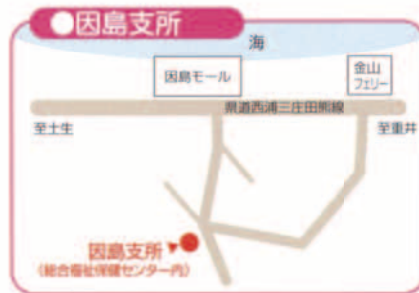 ●因島支所
海
因島モール
金山
フェリー
県道西浦三庄田熊線
至土生
至重井
因島支所
(総合福祉保健センター内)